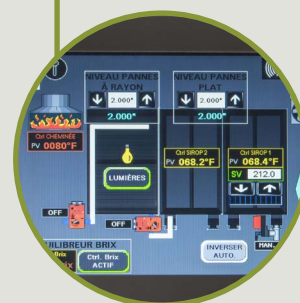 NIVEAU PANNES
À RAYON
2.000"
2.000"
NIVEAU PANNES
PLAT
2.000"
2.000"
Ctrl CHEMINÉE
PV 0080°F
Ctrl SIROP 2
PV 068.2°F
Ctrl SIROP 1
PV 068.4°F
SV 212.0
LUMIÈRES
OFF
OFF
MAN.
UILIBREUR BRIX
Brix
Ctrl. Brix
ACTIF
INVERSER
AUTO.